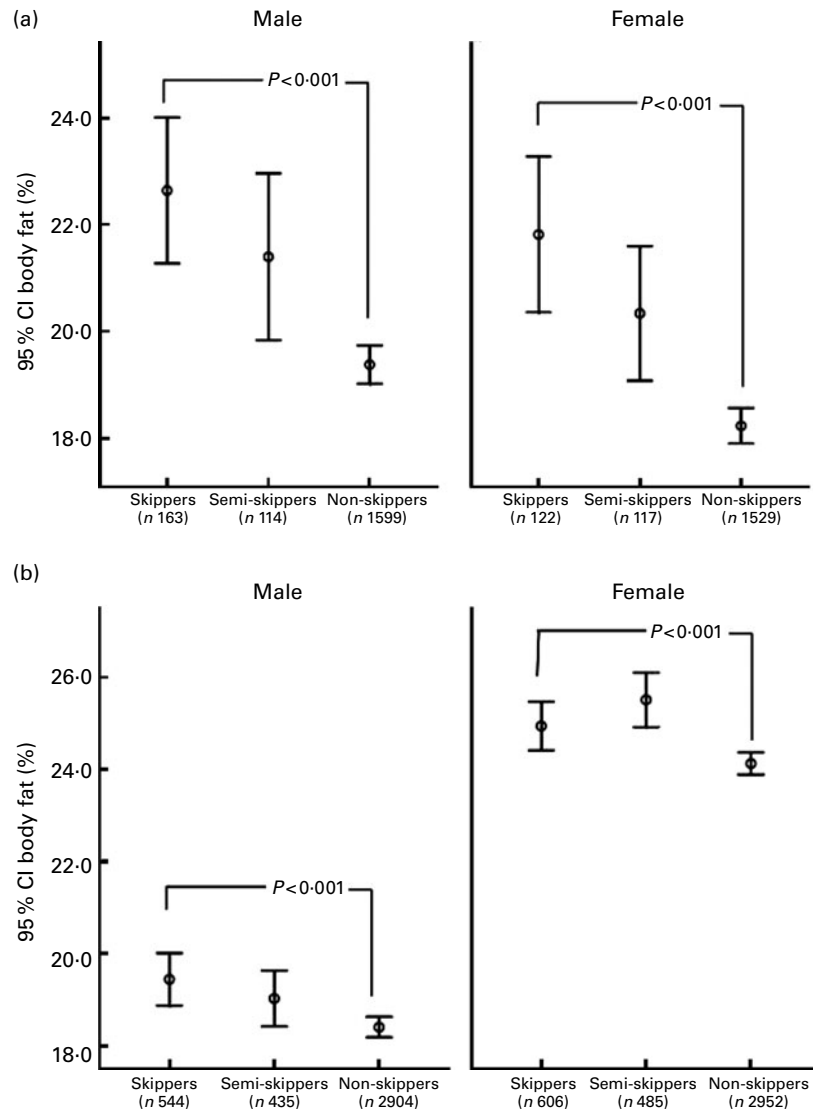 (a)
Male
Female
P<0·001
P<0·001
95 % CI body fat (%)
24·0
22·0
20·0
18·0
Skippers Semi-skippers Non-skippers
(n 163) (n 114) (n 1599)
Skippers Semi-skippers Non-skippers
(n 122) (n 117) (n 1529)
(b)
Male
Female
P<0·001
P<0·001
95 % CI body fat (%)
26·0
24·0
22·0
20·0
18·0
Skippers Semi-skippers Non-skippers
(n 544) (n 435) (n 2904)
Skippers Semi-skippers Non-skippers
(n 606) (n 485) (n 2952)